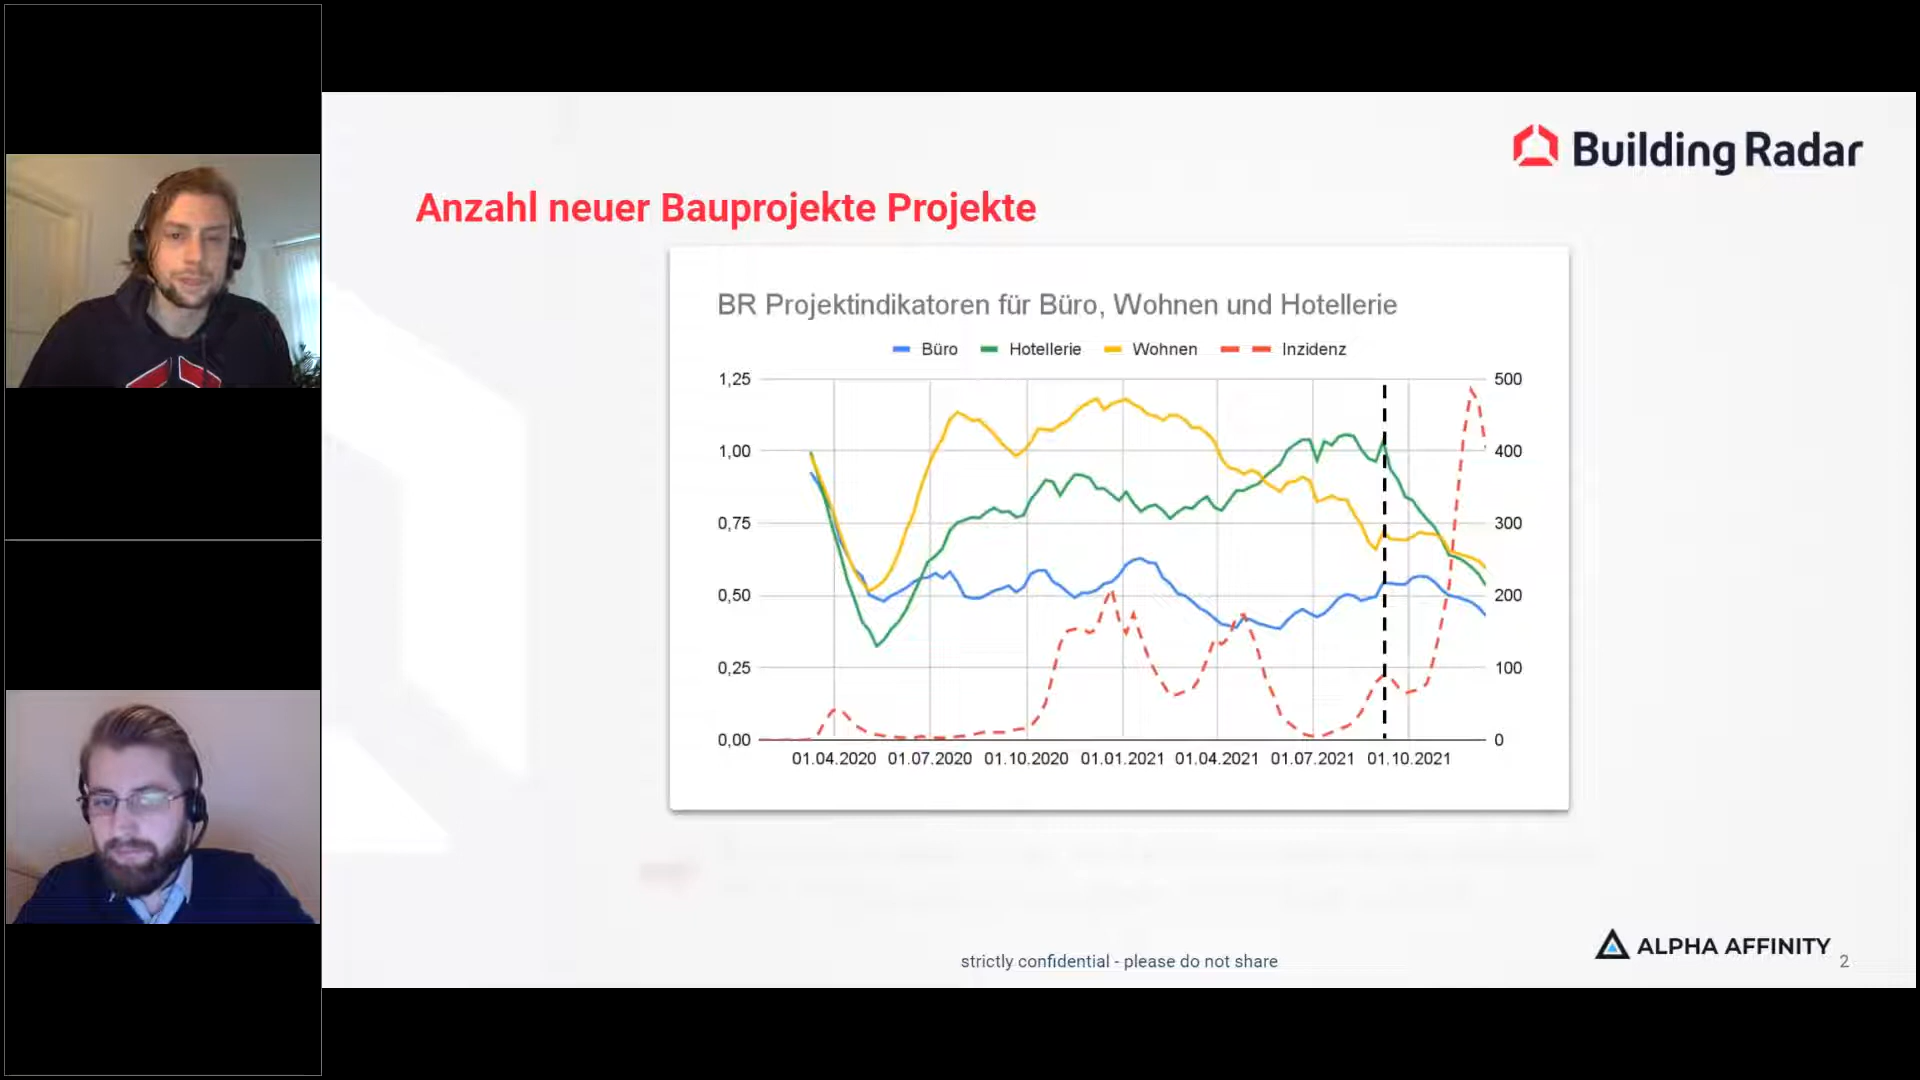 Building Radar
Anzahl neuer Bauprojekte Projekte
BR Projektindikatoren für Büro, Wohnen und Hotellerie
Büro Hotellerie Wohnen Inzidenz
1,25 500
1,00 400
0,75 300
0,50 200
0,25 100
0,00 0
01.04.2020 01.07.2020 01.10.2020 01.01.2021 01.04.2021 01.07.2021 01.10.2021
ALPHA AFFINITY
strictly confidential - please do not share
2